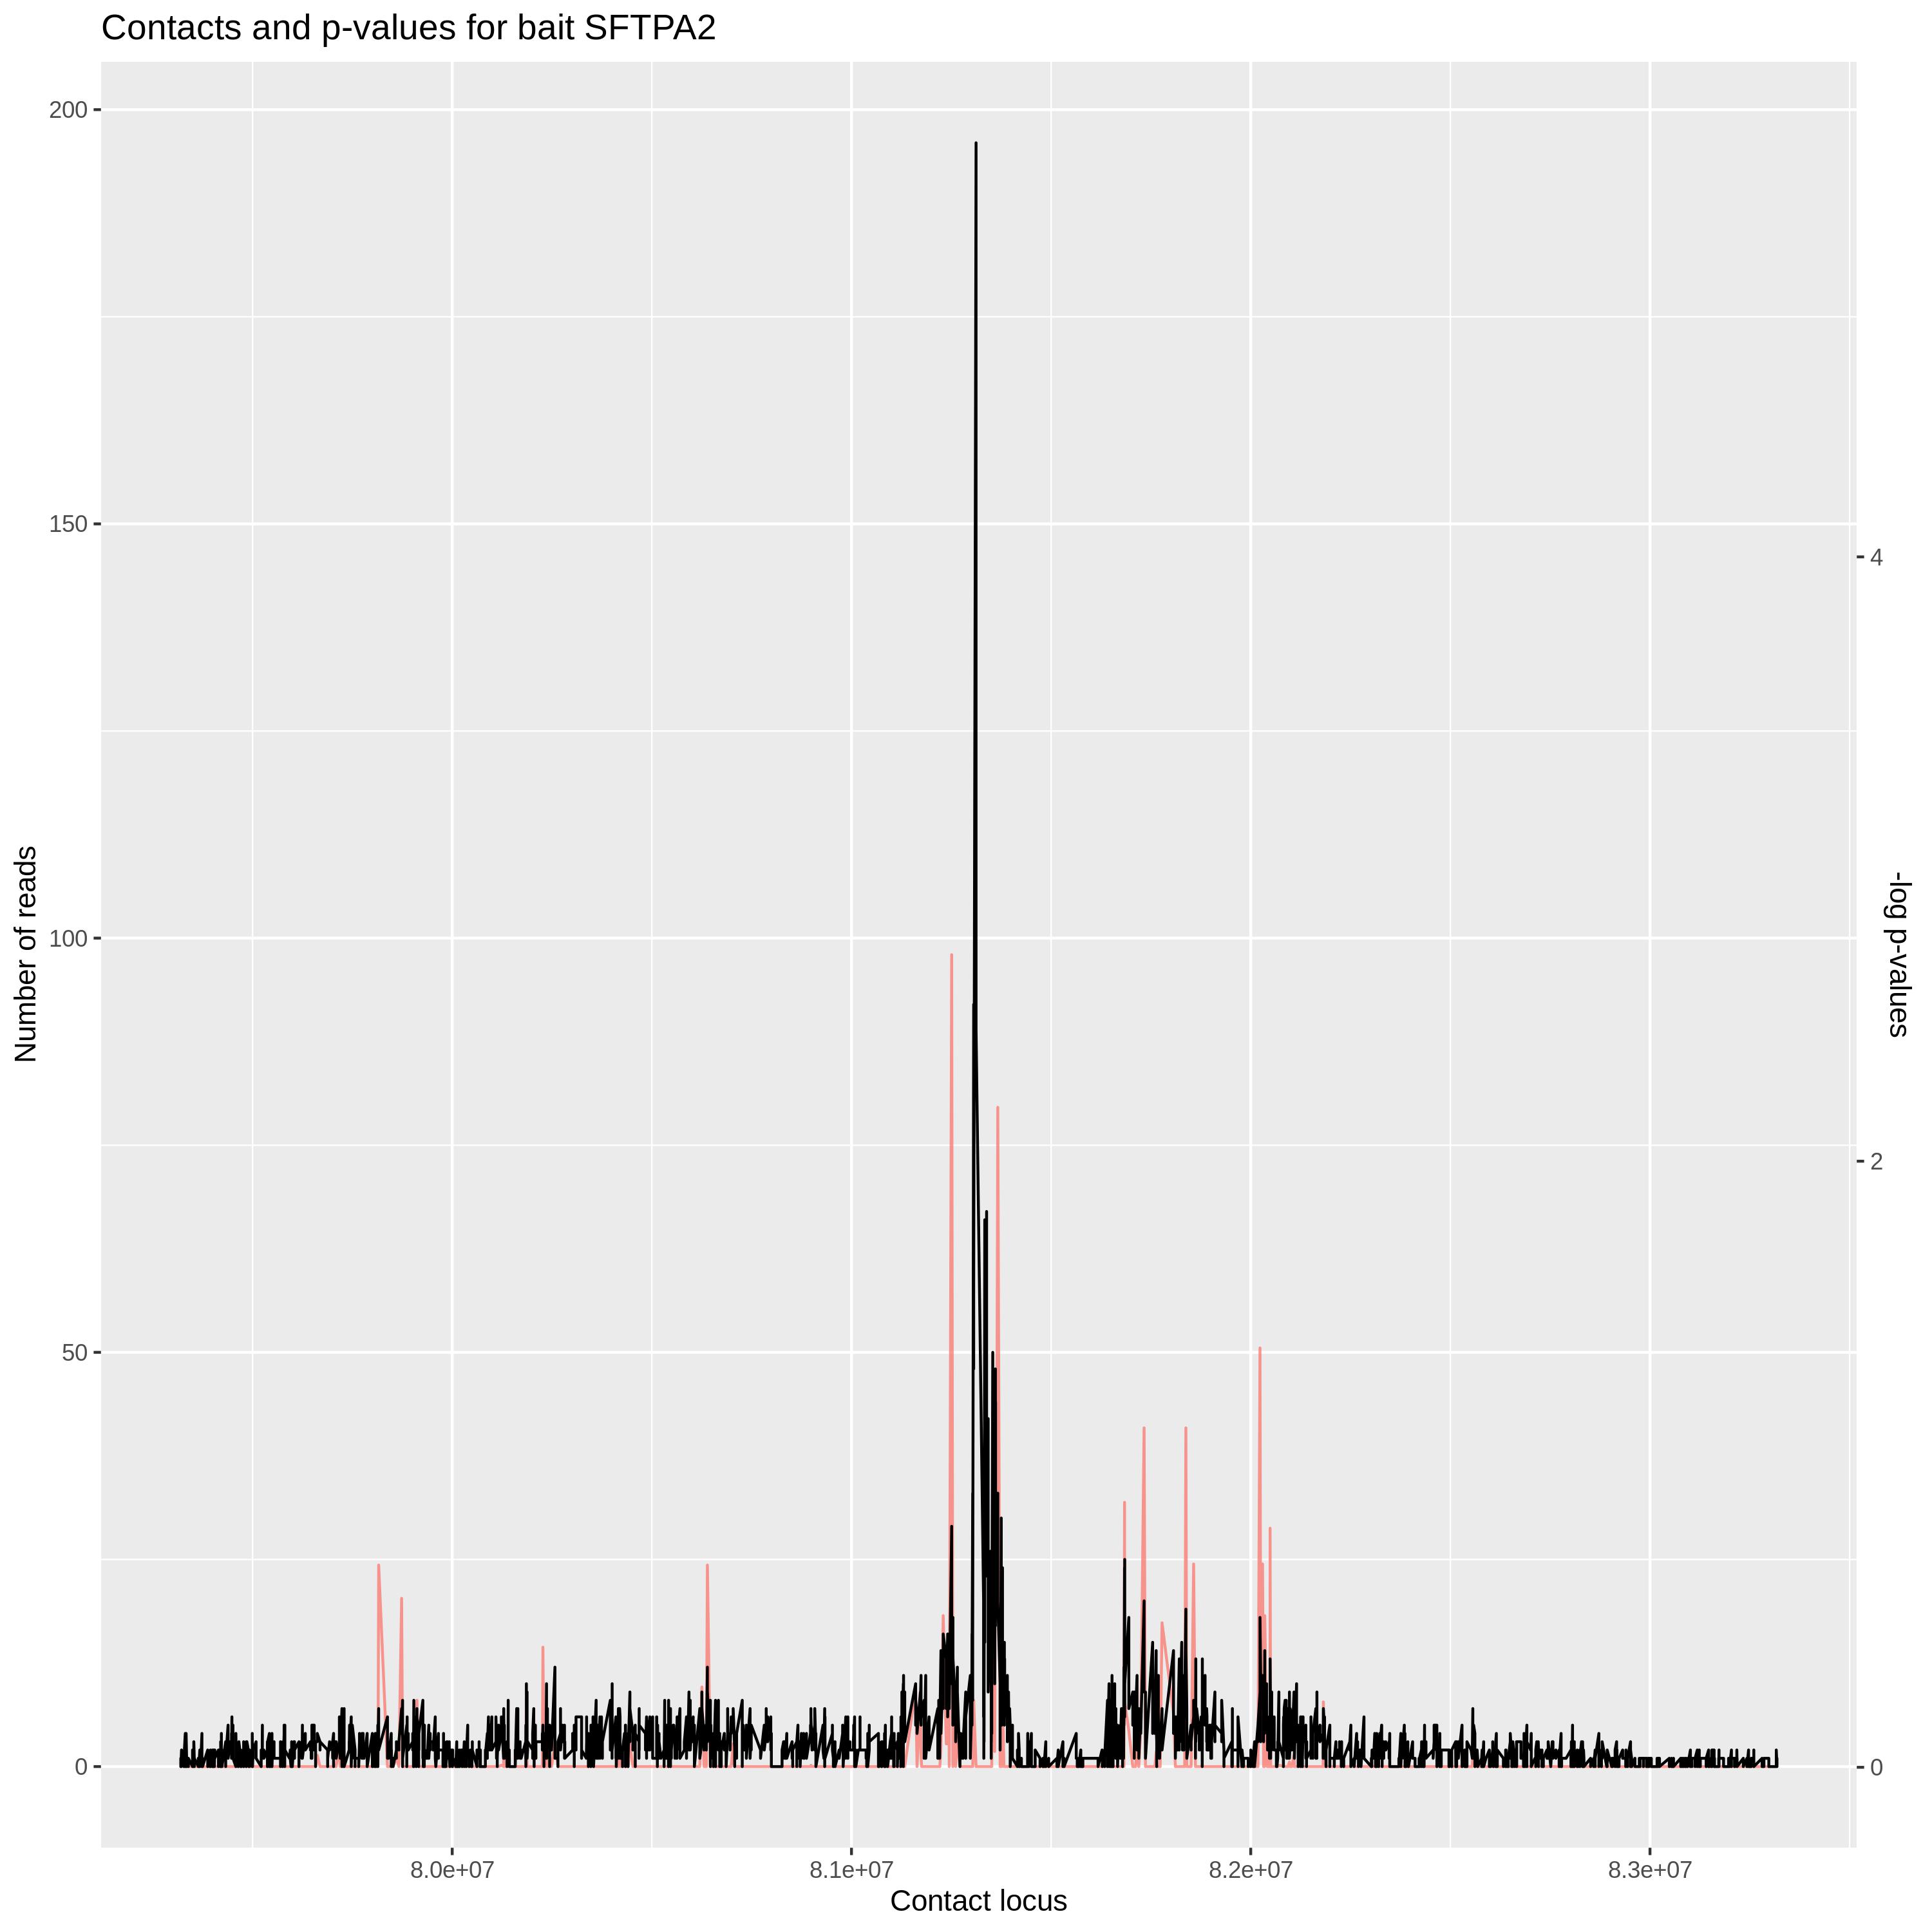 Contacts and p-values for bait SFTPA2
200
150
100
50
0
Number of reads
4
2
0
-log p-values
8.0e+07
8.1e+07
8.2e+07
8.3e+07
Contact locus